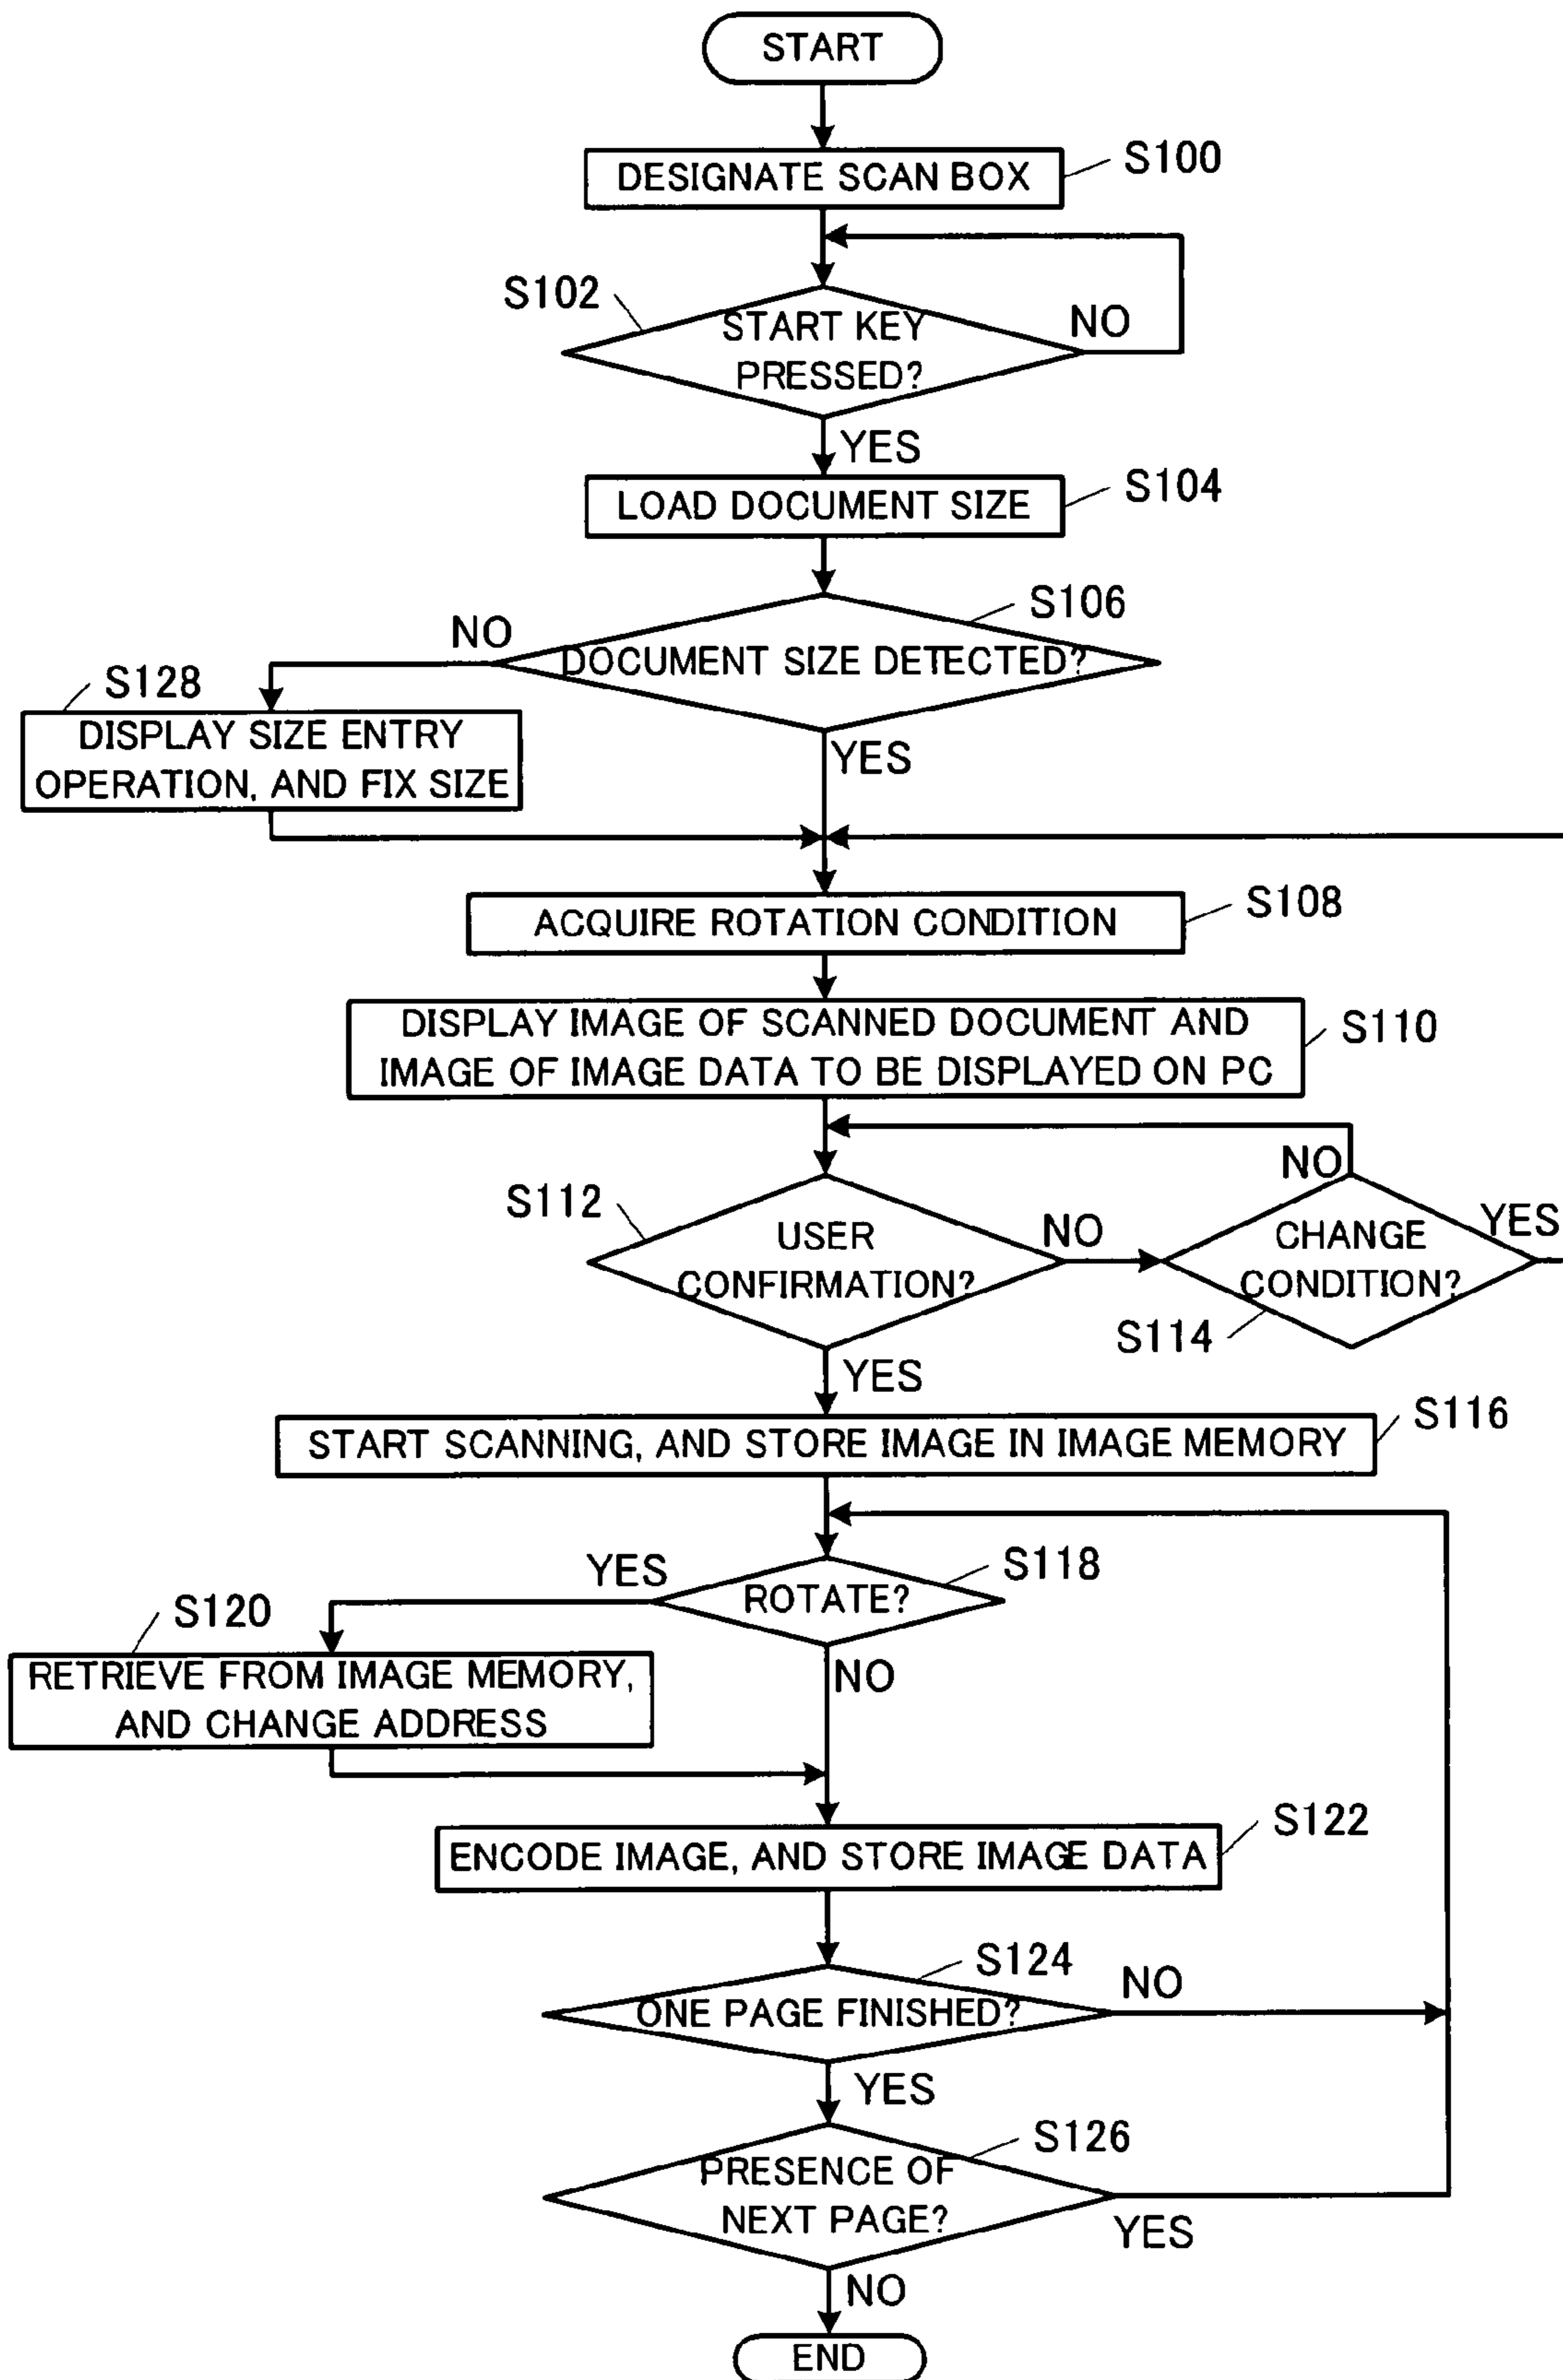 START
DESIGNATE SCAN BOX
S100
S102
START KEY
PRESSED?
NO
YES
LOAD DOCUMENT SIZE
S104
S106
NO
DOCUMENT SIZE DETECTED?
S128
DISPLAY SIZE ENTRY
OPERATION, AND FIX SIZE
YES
ACQUIRE ROTATION CONDITION
S108
DISPLAY IMAGE OF SCANNED DOCUMENT AND
IMAGE OF IMAGE DATA TO BE DISPLAYED ON PC
S110
S112
USER
CONFIRMATION?
NO
NO
CHANGE
CONDITION?
YES
S114
YES
START SCANNING, AND STORE IMAGE IN IMAGE MEMORY
S116
YES
ROTATE?
S118
S120
RETRIEVE FROM IMAGE MEMORY,
AND CHANGE ADDRESS
NO
ENCODE IMAGE, AND STORE IMAGE DATA
S122
S124
ONE PAGE FINISHED?
NO
YES
S126
PRESENCE OF
NEXT PAGE?
YES
NO
END